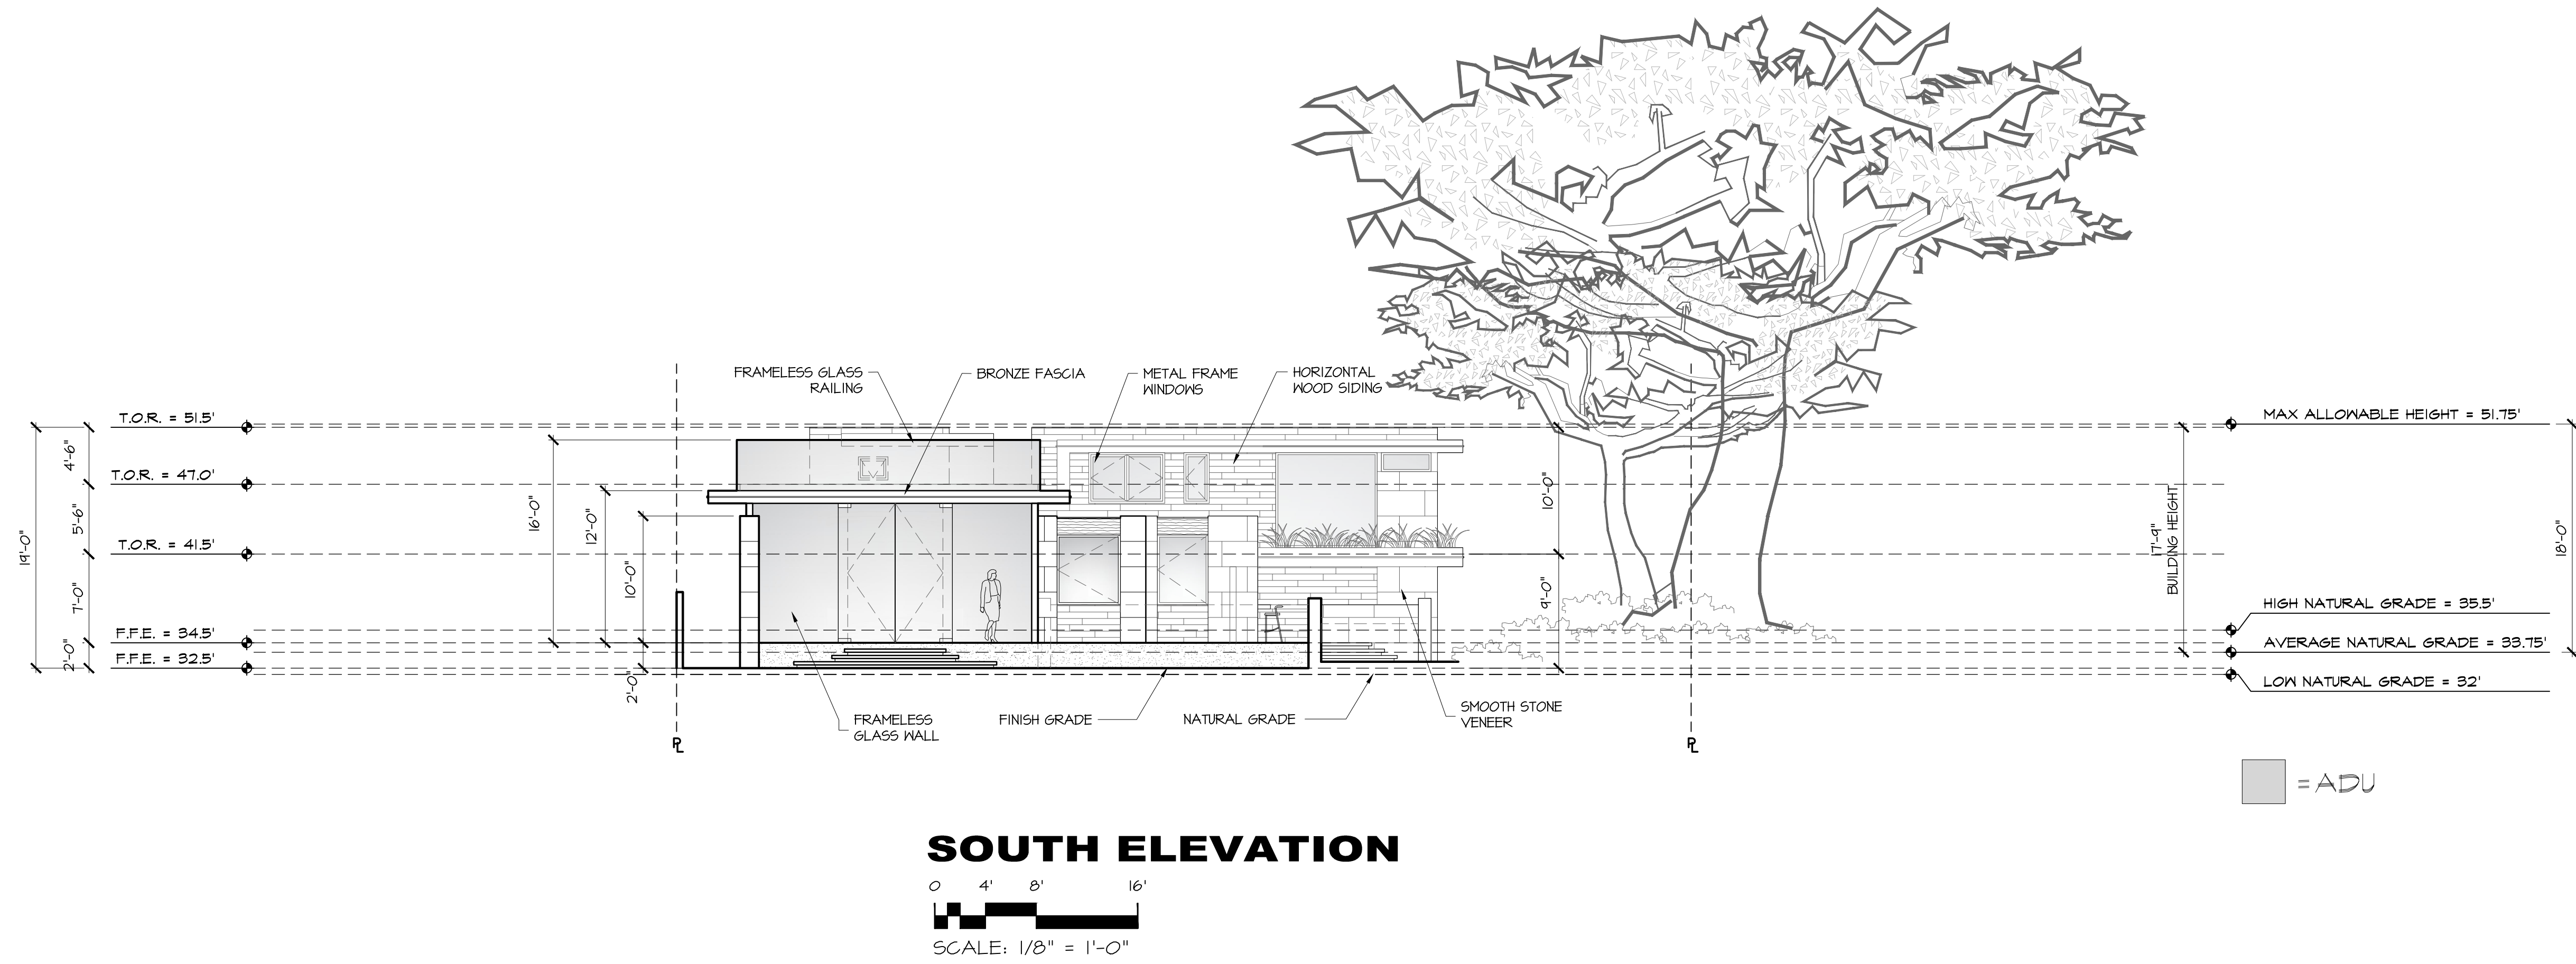 FRAMELESS GLASS
RAILING
BRONZE FASCIA
METAL FRAME
WINDOWS
HORIZONTAL
WOOD SIDING
T.O.R. = 51.5'
T.O.R. = 47.0'
T.O.R. = 41.5'
F.F.E. = 34.5'
F.F.E. = 32.5'
19'-0"
4'-6"
5'-6"
7'-0"
2'-0"
16'-0"
12'-0"
10'-0"
2'-0"
10'-0"
9'-0"
17'-9"
BUILDING HEIGHT
18'-0"
MAX ALLOWABLE HEIGHT = 51.75'
HIGH NATURAL GRADE = 35.5'
AVERAGE NATURAL GRADE = 33.75'
LOW NATURAL GRADE = 32'
FRAMELESS
GLASS WALL
FINISH GRADE
NATURAL GRADE
SMOOTH STONE
VENEER
PL
PL
= ADU
SOUTH ELEVATION
0 4' 8' 16'
SCALE: 1/8" = 1'-0"